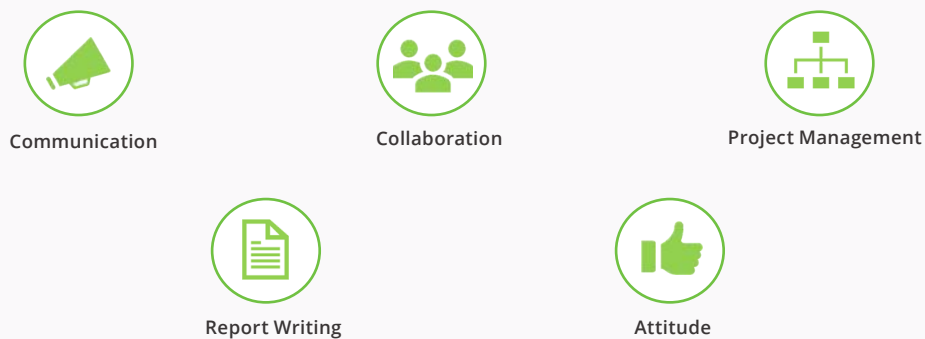 Communication
Collaboration
Project Management
Report Writing
Attitude